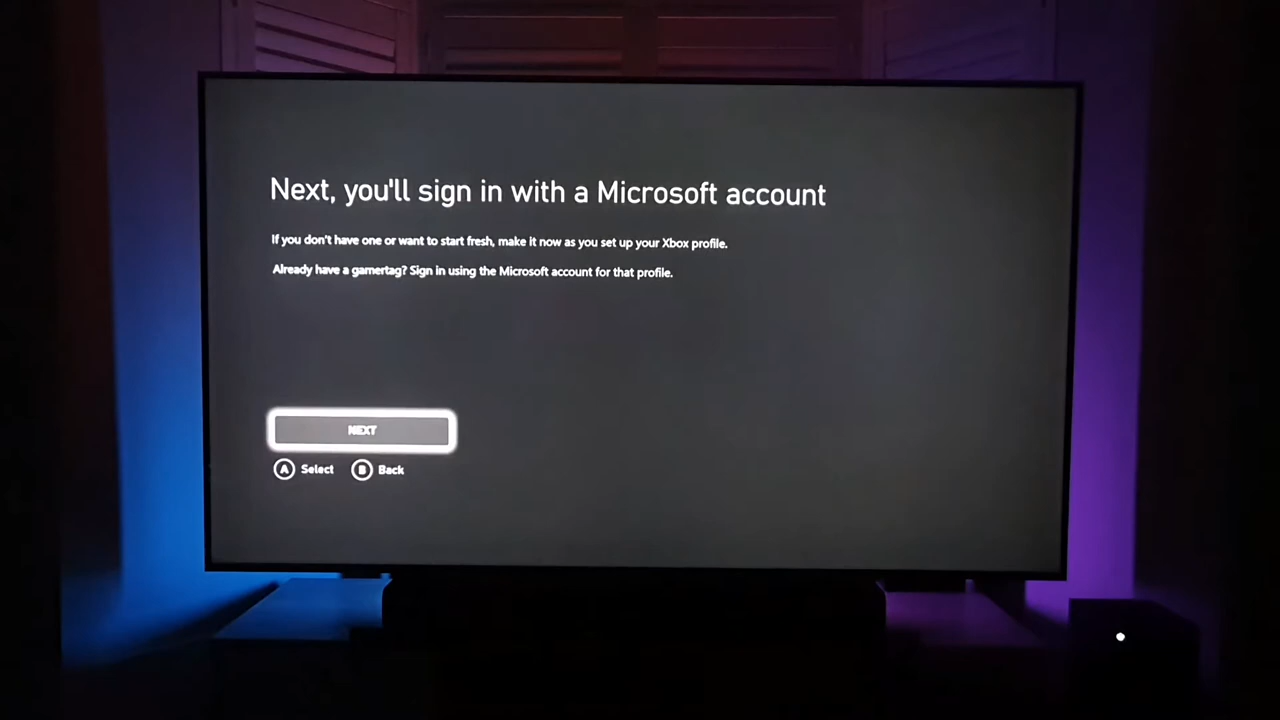 Next, you'll sign in with a Microsoft account
If you don't have one or want to start fresh, make it now as you set up your Xbox profile.
Already have a gamertag? Sign in using the Microsoft account for that profile.
NEXT
A Select B Back